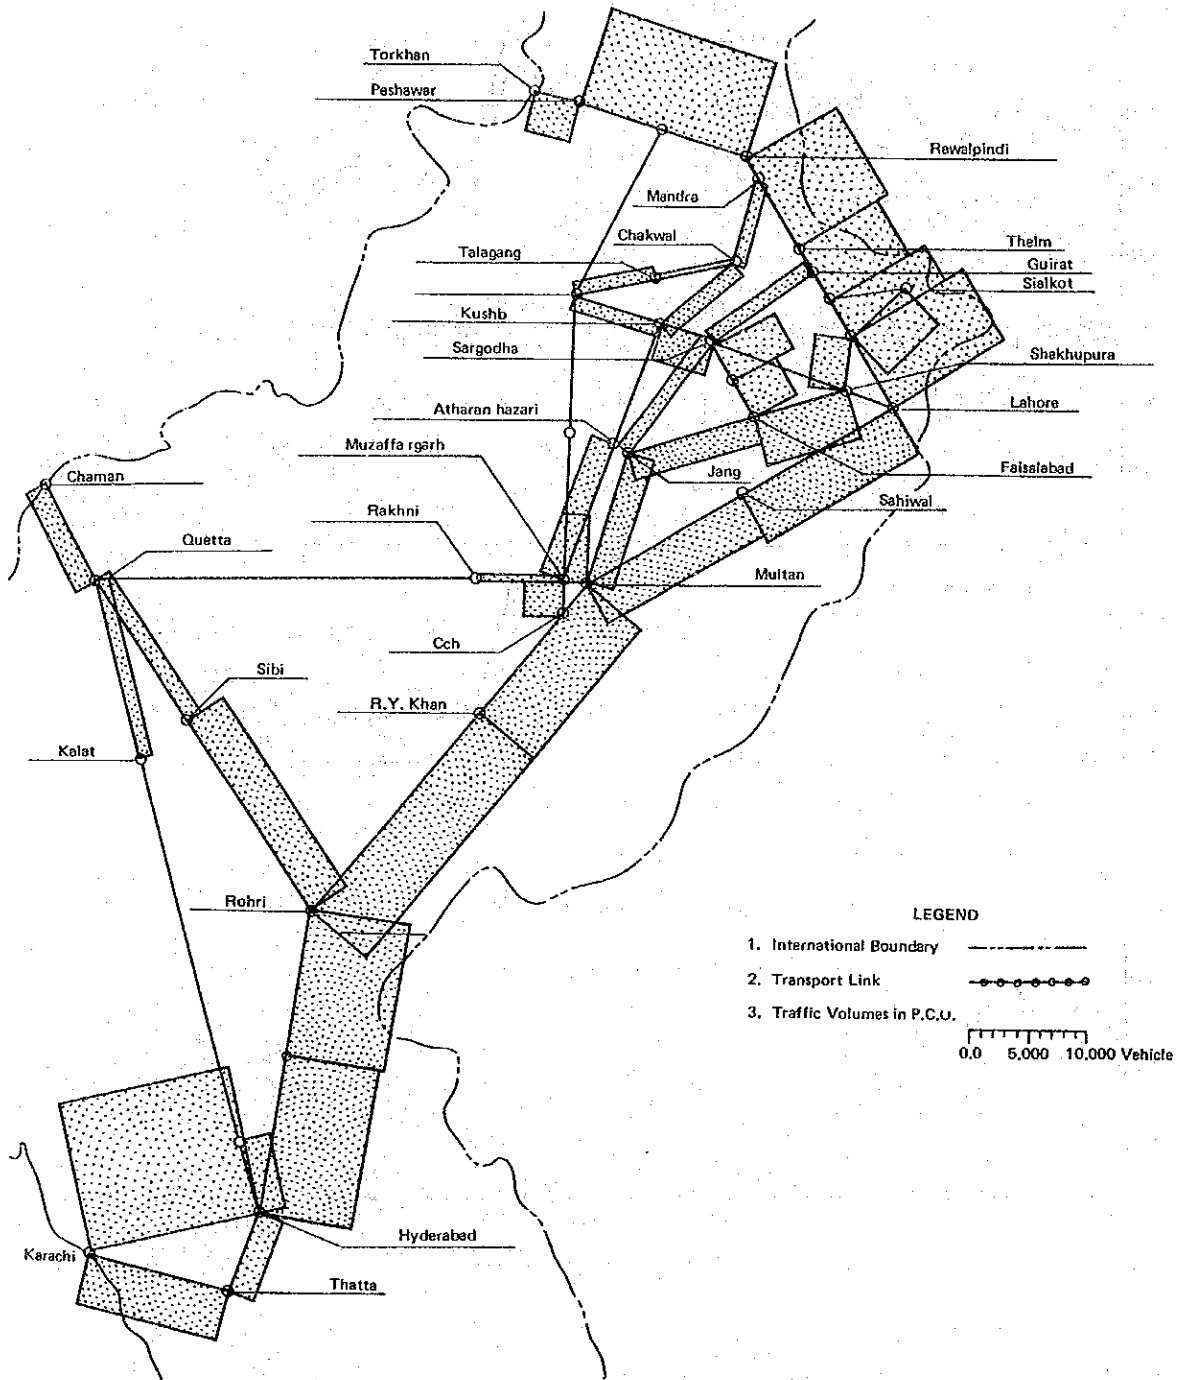 Torkhan
Peshawar
Rawalpindi
Mandra
Chakwal
Thelm
Talagang
Guirat
Sialkot
Kushb
Sargodha
Shakhupura
Atharan hazari
Lahore
Muzaffa rgarh
Chaman
Jang
Faisalabad
Sahiwal
Rakhni
Quetta
Multan
Cch
Sibi
R.Y. Khan
Kalat
Rohri
LEGEND
1. International Boundary
2. Transport Link
3. Traffic Volumes in P.C.U.
0.0 5,000 10,000 Vehicle
Hyderabad
Karachi
Thatta